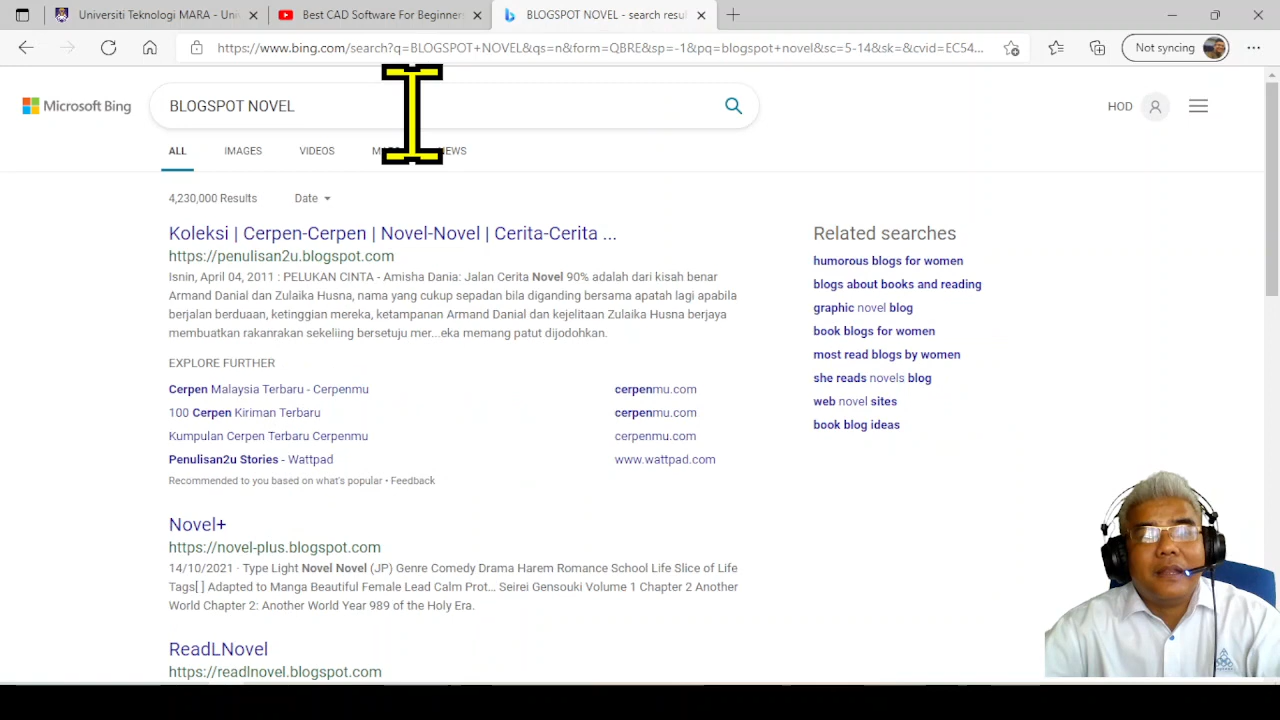 Universiti Teknologi MARA - Univ
Best CAD Software For Beginners
BLOGSPOT NOVEL - search resul
https://www.bing.com/search?q=BLOGSPOT+NOVEL&qs=n&form=QBRE&sp=-1&pq=blogspot+novel&sc=5-14&sk=&cvid=EC54...
Not syncing
Microsoft Bing
BLOGSPOT NOVEL
HOD
ALL
IMAGES
VIDEOS
4,230,000 Results
Date
Koleksi | Cerpen-Cerpen | Novel-Novel | Cerita-Cerita ...
https://penulisan2u.blogspot.com
Isnin, April 04, 2011 : PELUKAN CINTA - Amisha Dania: Jalan Cerita Novel 90% adalah dari kisah benar
Armand Danial dan Zulaika Husna, nama yang cukup sepadan bila diganding bersama apatah lagi apabila
berjalan berduaan, ketinggian mereka, ketampanan Armand Danial dan kejelitaan Zulaika Husna berjaya
membuatkan rakanrakan sekeliing bersetuju mer...eka memang patut dijodohkan.
EXPLORE FURTHER
Cerpen Malaysia Terbaru - Cerpenmu
cerpenmu.com
100 Cerpen Kiriman Terbaru
cerpenmu.com
Kumpulan Cerpen Terbaru Cerpenmu
cerpenmu.com
Penulisan2u Stories - Wattpad
www.wattpad.com
Recommended to you based on what's popular • Feedback
Novel+
https://novel-plus.blogspot.com
14/10/2021 · Type Light Novel Novel (JP) Genre Comedy Drama Harem Romance School Life Slice of Life
Tags[ ] Adapted to Manga Beautiful Female Lead Calm Prot... Seirei Gensouki Volume 1 Chapter 2 Another
World Chapter 2: Another World Year 989 of the Holy Era.
ReadLNovel
https://readlnovel.blogspot.com
Related searches
humorous blogs for women
blogs about books and reading
graphic novel blog
book blogs for women
most read blogs by women
she reads novels blog
web novel sites
book blog ideas